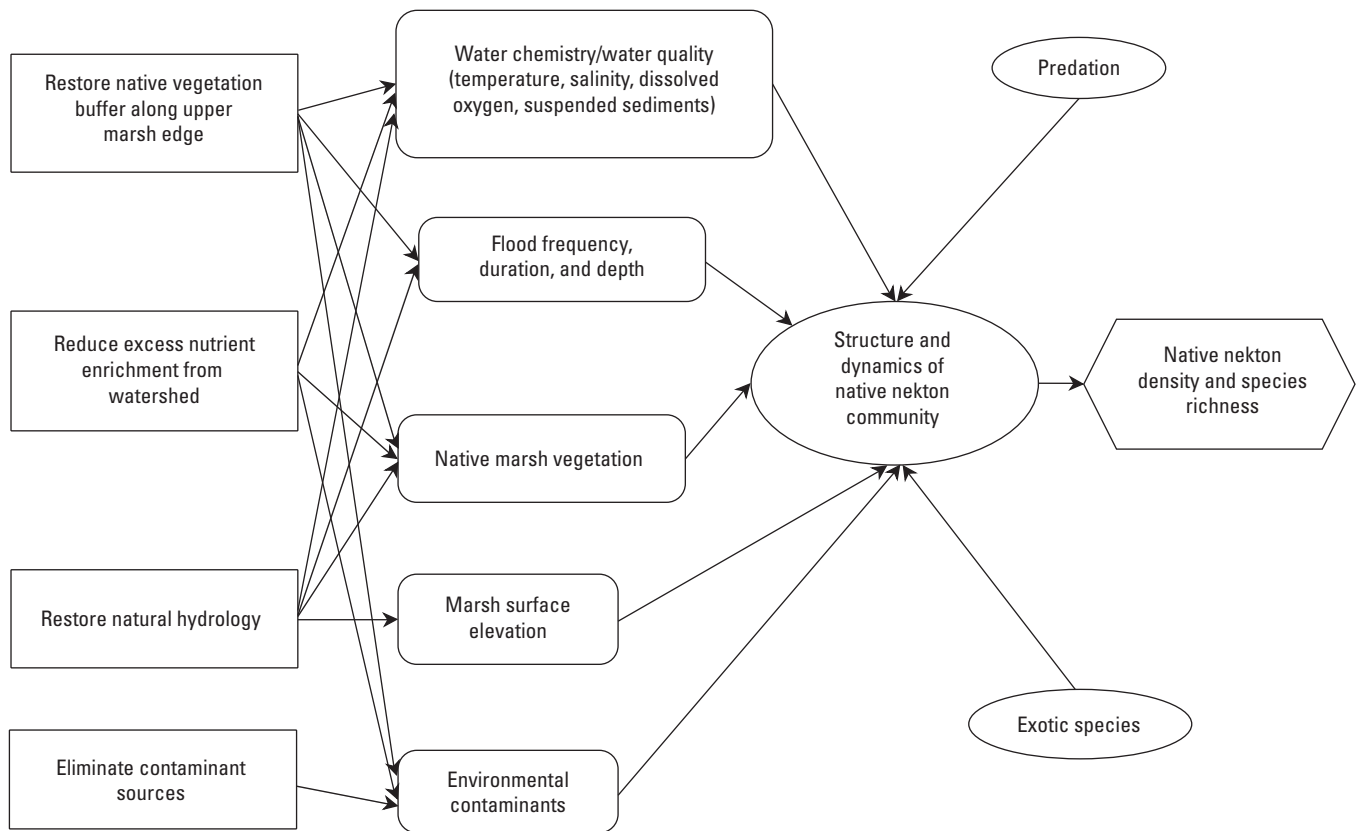 Restore native vegetation
buffer along upper
marsh edge
Reduce excess nutrient
enrichment from
watershed
Restore natural hydrology
Eliminate contaminant
sources
Water chemistry/water quality
(temperature, salinity, dissolved
oxygen, suspended sediments)
Flood frequency,
duration, and depth
Native marsh vegetation
Marsh surface
elevation
Environmental
contaminants
Predation
Structure and
dynamics of
native nekton
community
Exotic species
Native nekton
density and species
richness